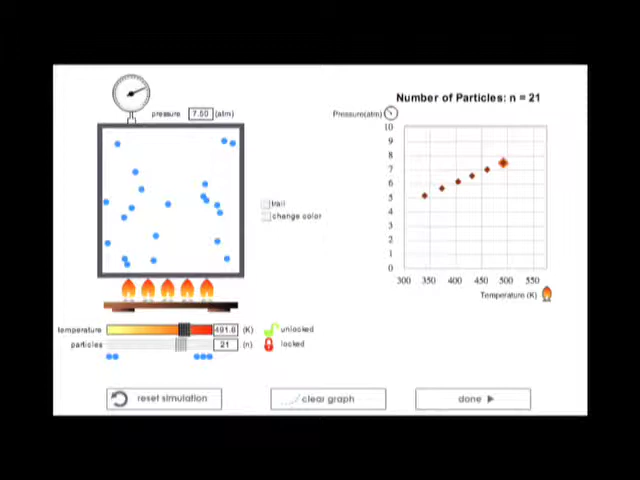 Number of Particles: n = 21
pressure 7.50 (atm)
Pressure(atm)
10
9
8
7
6
5
4
3
2
1
0
300 350 400 450 500 550
Temperature (K)
trail
change color
temperature 491.8 (K) unlocked
particles 21 (n) locked
reset simulation
clear graph
done